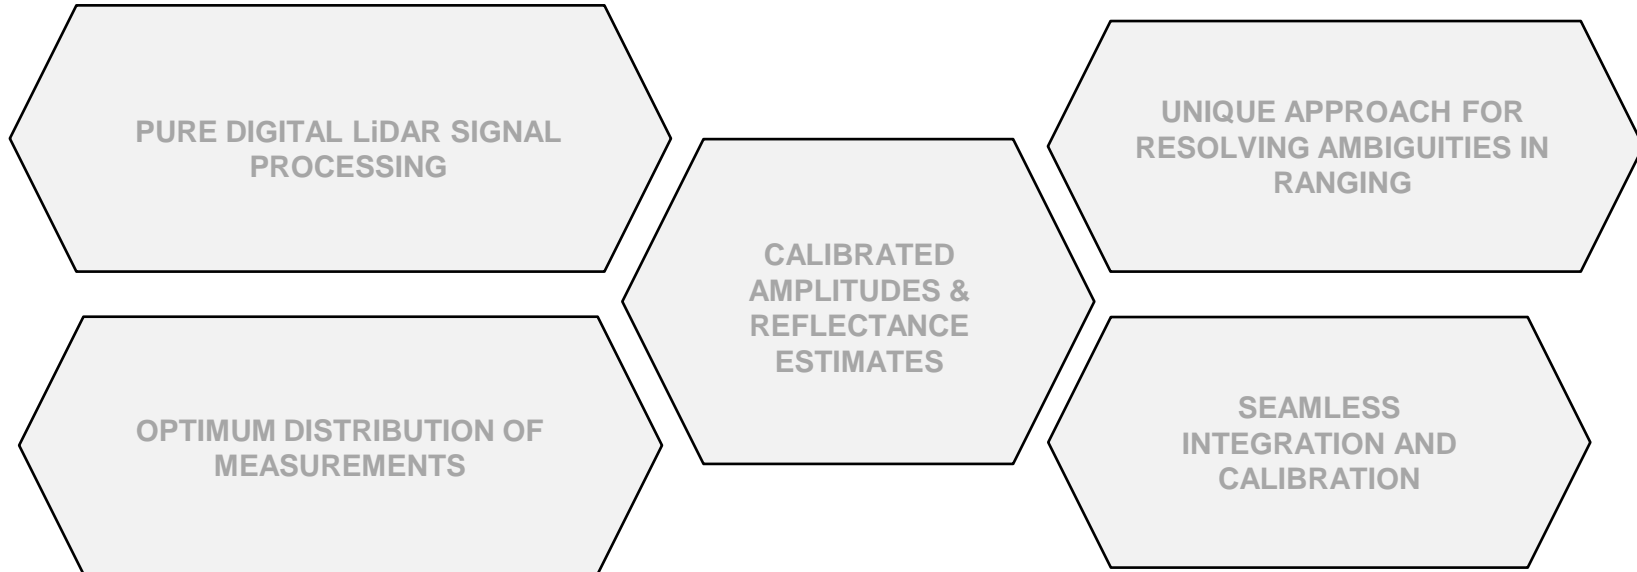 PURE DIGITAL LiDAR SIGNAL
PROCESSING
UNIQUE APPROACH FOR
RESOLVING AMBIGUITIES IN
RANGING
CALIBRATED
AMPLITUDES &
REFLECTANCE
ESTIMATES
OPTIMUM DISTRIBUTION OF
MEASUREMENTS
SEAMLESS
INTEGRATION AND
CALIBRATION